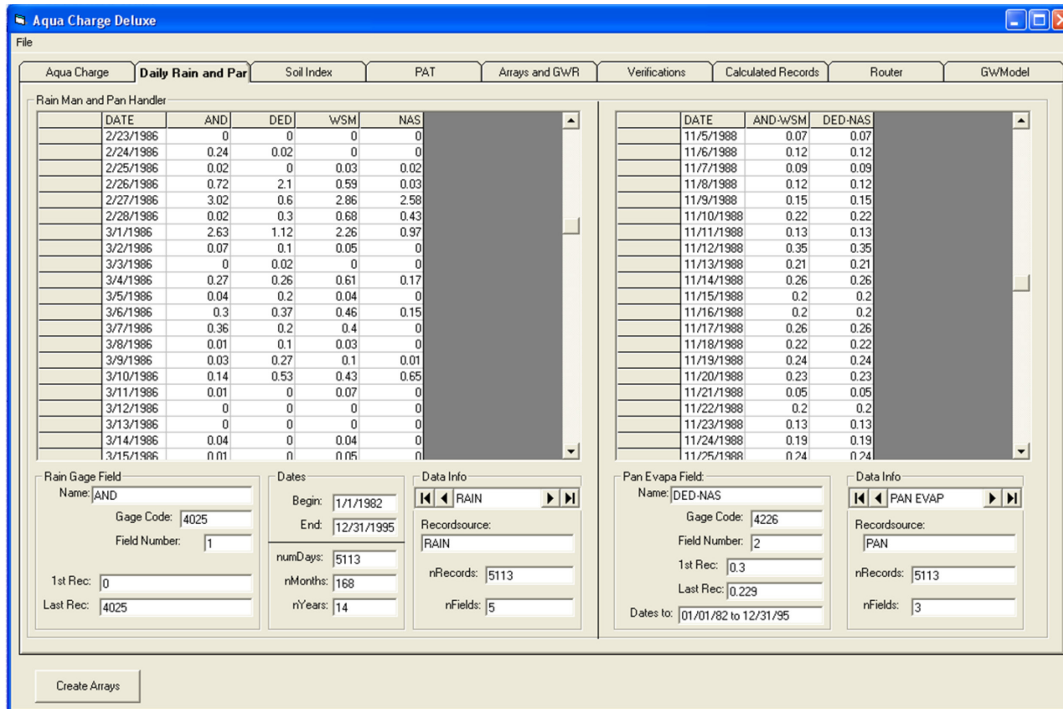 Aqua Charge Deluxe
File
Aqua Charge Daily Rain and Par Soil Index PAT Arrays and GWR Verifications Calculated Records Router GWModel
Rain Man and Pan Handler
DATE AND DED WSM NAS
2/23/1986 0 0 0 0
2/24/1986 0.24 0.02 0 0
2/25/1986 0.02 0 0.03 0.02
2/26/1986 0.72 2.1 0.59 0.03
2/27/1986 3.02 0.6 2.86 2.58
2/28/1986 0.02 0.3 0.68 0.43
3/1/1986 2.63 1.12 2.26 0.97
3/2/1986 0.07 0.1 0.05 0
3/3/1986 0 0.02 0 0
3/4/1986 0.27 0.26 0.61 0.17
3/5/1986 0.04 0.2 0.04 0
3/6/1986 0.3 0.37 0.46 0.15
3/7/1986 0.36 0.2 0.4 0
3/8/1986 0.01 0.1 0.03 0
3/9/1986 0.03 0.27 0.1 0.01
3/10/1986 0.14 0.53 0.43 0.65
3/11/1986 0.01 0 0.07 0
3/12/1986 0 0 0 0
3/13/1986 0 0 0 0
3/14/1986 0.04 0 0.04 0
3/15/1986 0.01 0 0.05 0
DATE AND-WSM DED-NAS
11/5/1988 0.07 0.07
11/6/1988 0.12 0.12
11/7/1988 0.09 0.09
11/8/1988 0.12 0.12
11/9/1988 0.15 0.15
11/10/1988 0.22 0.22
11/11/1988 0.13 0.13
11/12/1988 0.35 0.35
11/13/1988 0.21 0.21
11/14/1988 0.26 0.26
11/15/1988 0.2 0.2
11/16/1988 0.2 0.2
11/17/1988 0.26 0.26
11/18/1988 0.22 0.22
11/19/1988 0.24 0.24
11/20/1988 0.23 0.23
11/21/1988 0.05 0.05
11/22/1988 0.2 0.2
11/23/1988 0.13 0.13
11/24/1988 0.19 0.19
11/25/1988 0.24 0.24
Rain Gage Field
Name: AND
Gage Code: 4025
Field Number: 1
1st Rec: 0
Last Rec: 4025
Dates
Begin: 1/1/1982
End: 12/31/1995
numDays: 5113
nMonths: 168
nYears: 14
Data Info
RAIN
Recordsource:
RAIN
nRecords: 5113
nFields: 5
Pan Evapa Field:
Name: DED-NAS
Gage Code: 4226
Field Number: 2
1st Rec: 0.3
Last Rec: 0.229
Dates to: 01/01/82 to 12/31/95
Data Info
PAN EVAP
Recordsource:
PAN
nRecords: 5113
nFields: 3
Create Arrays